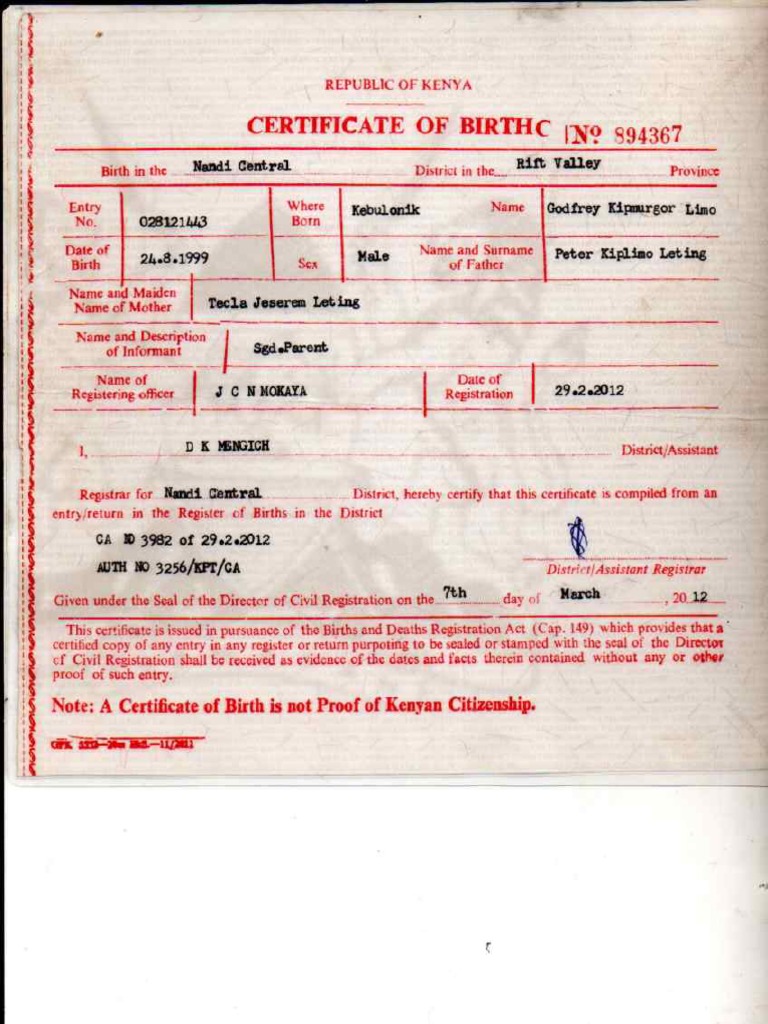 REPUBLIC OF KENYA
CERTIFICATE OF BIRTH C No 894367
Birth in the Nandi Central District in the Rift Valley Province
Entry No. 028121443 Where Born Kebulonik Name Godfrey Kipmurgor Limo
Date of Birth 24.8.1999 Sex Male Name and Surname of Father Peter Kiplimo Leting
Name and Maiden Name of Mother Tecla Jeserem Leting
Name and Description of Informant Sgd.Parent
Name of Registering officer J C N MOKAYA Date of Registration 29.2.2012
I, D K MENGICH District/Assistant
Registrar for Nandi Central District, hereby certify that this certificate is compiled from an
entry/return in the Register of Births in the District
CA NO 3982 of 29.2.2012
AUTH NO 3256/KPT/CA
District/Assistant Registrar
Given under the Seal of the Director of Civil Registration on the 7th day of March, 20 12
This certificate is issued in pursuance of the Births and Deaths Registration Act (Cap. 149) which provides that a
certified copy of any entry in any register or return purpoting to be sealed or stamped with the seal of the Director
of Civil Registration shall be received as evidence of the dates and facts therein contained without any or other
proof of such entry.
Note: A Certificate of Birth is not Proof of Kenyan Citizenship.